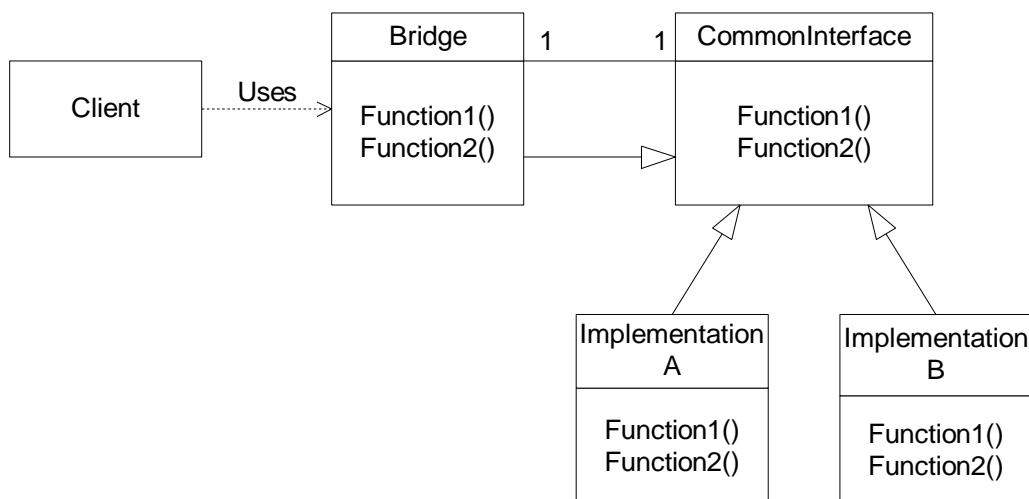 Client
Uses
Bridge
Function1()
Function2()
1
1
CommonInterface
Function1()
Function2()
Implementation
A
Function1()
Function2()
Implementation
B
Function1()
Function2()